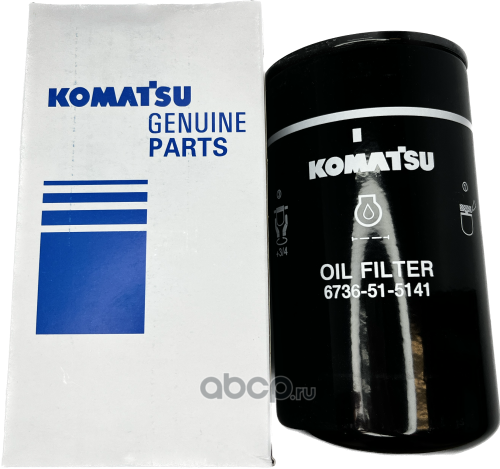 KOMATSU
GENUINE
PARTS
KOMATSU
OIL FILTER
6736-51-5141
abcp.ru